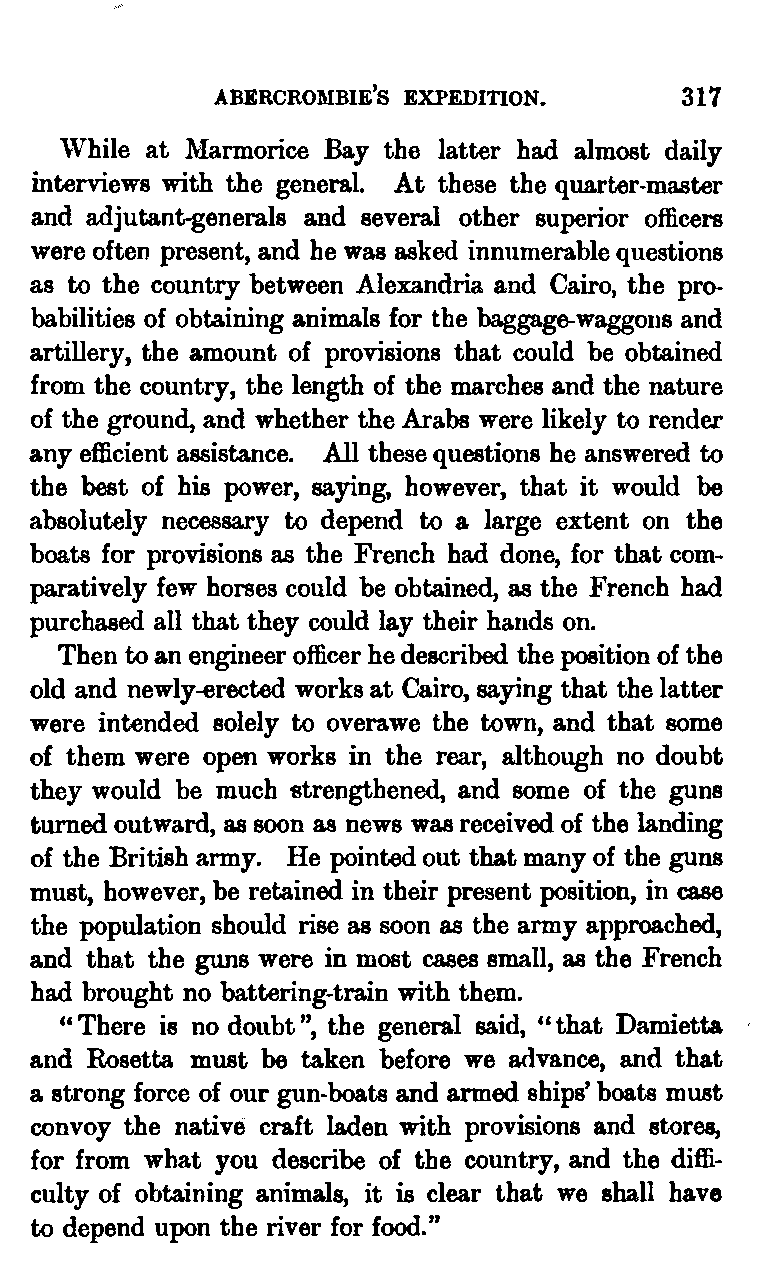 ABERCROMBIE'S EXPEDITION. 317
While at Marmorice Bay the latter had almost daily
interviews with the general. At these the quarter-master
and adjutant-generals and several other superior officers
were often present, and he was asked innumerable questions
as to the country between Alexandria and Cairo, the pro-
babilities of obtaining animals for the baggage-waggons and
artillery, the amount of provisions that could be obtained
from the country, the length of the marches and the nature
of the ground, and whether the Arabs were likely to render
any efficient assistance. All these questions he answered to
the best of his power, saying, however, that it would be
absolutely necessary to depend to a large extent on the
boats for provisions as the French had done, for that com-
paratively few horses could be obtained, as the French had
purchased all that they could lay their hands on.
Then to an engineer officer he described the position of the
old and newly-erected works at Cairo, saying that the latter
were intended solely to overawe the town, and that some
of them were open works in the rear, although no doubt
they would be much strengthened, and some of the guns
turned outward, as soon as news was received of the landing
of the British army. He pointed out that many of the guns
must, however, be retained in their present position, in case
the population should rise as soon as the army approached,
and that the guns were in most cases small, as the French
had brought no battering-train with them.
"There is no doubt", the general said, "that Damietta
and Rosetta must be taken before we advance, and that
a strong force of our gun-boats and armed ships' boats must
convoy the native craft laden with provisions and stores,
for from what you describe of the country, and the diffi-
culty of obtaining animals, it is clear that we shall have
to depend upon the river for food."